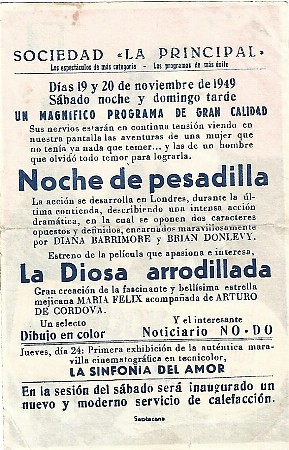 SOCIEDAD «LA PRINCIPAL»
Los espectáculos de más categoría - Los programas de más éxito
Días 19 y 20 de noviembre de 1949
Sábado noche y domingo tarde
UN MAGNIFICO PROGRAMA DE GRAN CALIDAD
Sus nervios estarán en continua tensión viendo en
nuestra pantalla las aventuras de una mujer que
no tenía ya nada que temer... y las de un hombre
que olvidó todo temor para lograrla.
Noche de pesadilla
La acción se desarrolla en Londres, durante la úl-
tima contienda, describiendo una intensa acción
dramática, en la cual se oponen dos caracteres
opuestos y definidos, encarnados maravillosamente
por DIANA BARRIMORE y BRIAN DONLEVY.
Estreno de la película que apasiona e interesa,
La Diosa arrodillada
Gran creación de la fascinante y bellísima estrella
mejicana MARIA FELIX acompañada de ARTURO
DE CORDOVA.
Un selecto
Dibujo en color
Y el interesante
Noticiario NO-DO
Jueves, día 24: Primera exhibición de la auténtica mara-
villa cinematográfica en tecnicolor,
LA SINFONIA DEL AMOR
En la sesión del sábado será inaugurado un
nuevo y moderno servicio de calefacción.